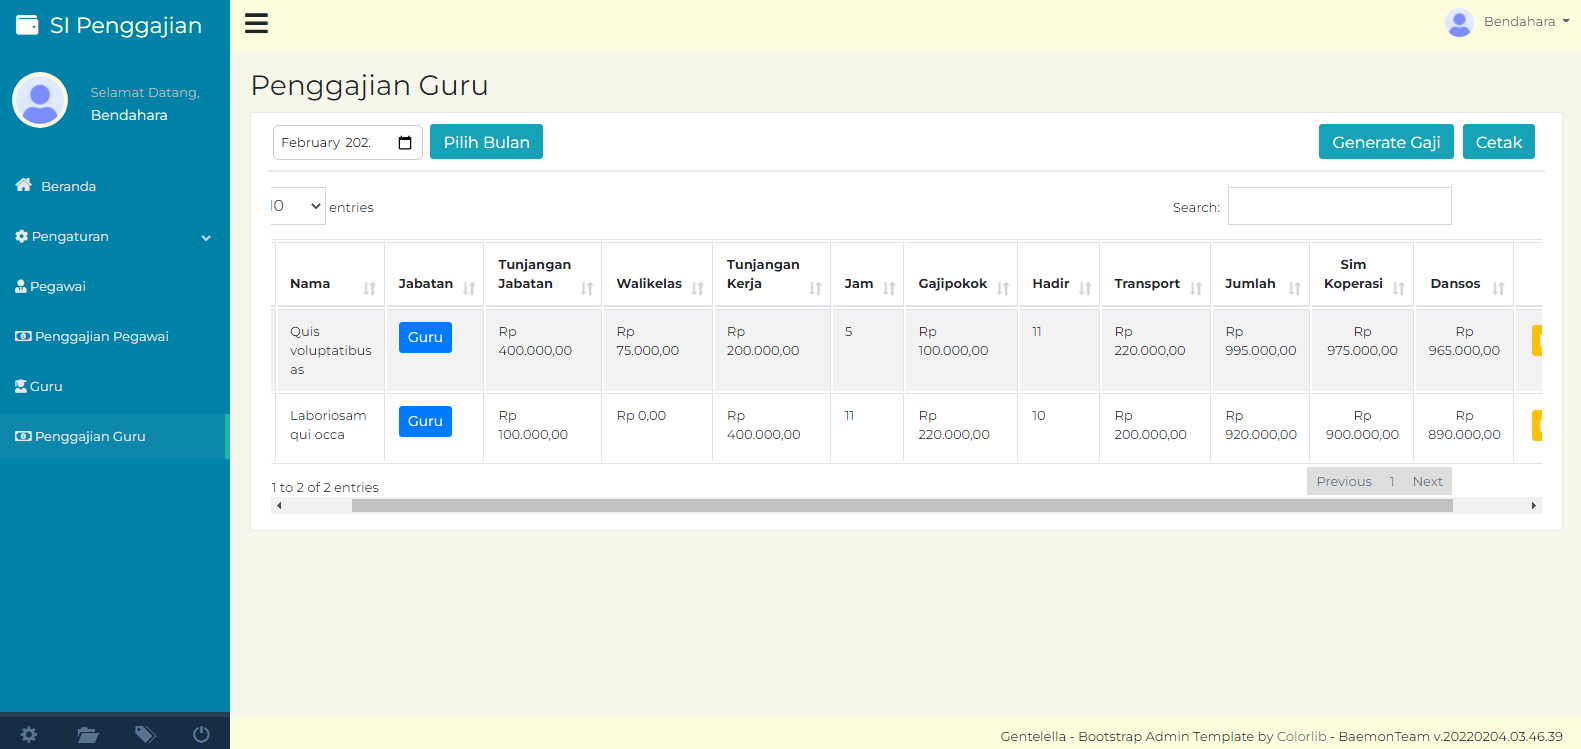 SI Penggajian
Bendahara
Selamat Datang,
Bendahara
Beranda
Pengaturan
Pegawai
Penggajian Pegawai
Guru
Penggajian Guru
Penggajian Guru
February 202
Pilih Bulan
Generate Gaji
Cetak
10 entries
Search:
Nama Jabatan Tunjangan Jabatan Walikelas Tunjangan Kerja Jam Gajipokok Hadir Transport Jumlah Sim Koperasi Dansos
Quis voluptatibus as Guru Rp 400.000,00 Rp 75.000,00 Rp 200.000,00 5 Rp 100.000,00 11 Rp 220.000,00 Rp 995.000,00 Rp 975.000,00 Rp 965.000,00
Laboriosam qui occa Guru Rp 100.000,00 Rp 0,00 Rp 400.000,00 11 Rp 220.000,00 10 Rp 200.000,00 Rp 920.000,00 Rp 900.000,00 Rp 890.000,00
1 to 2 of 2 entries
Previous 1 Next
Gentelella - Bootstrap Admin Template by Colorlib - BaemonTeam v.20220204.03.46.39